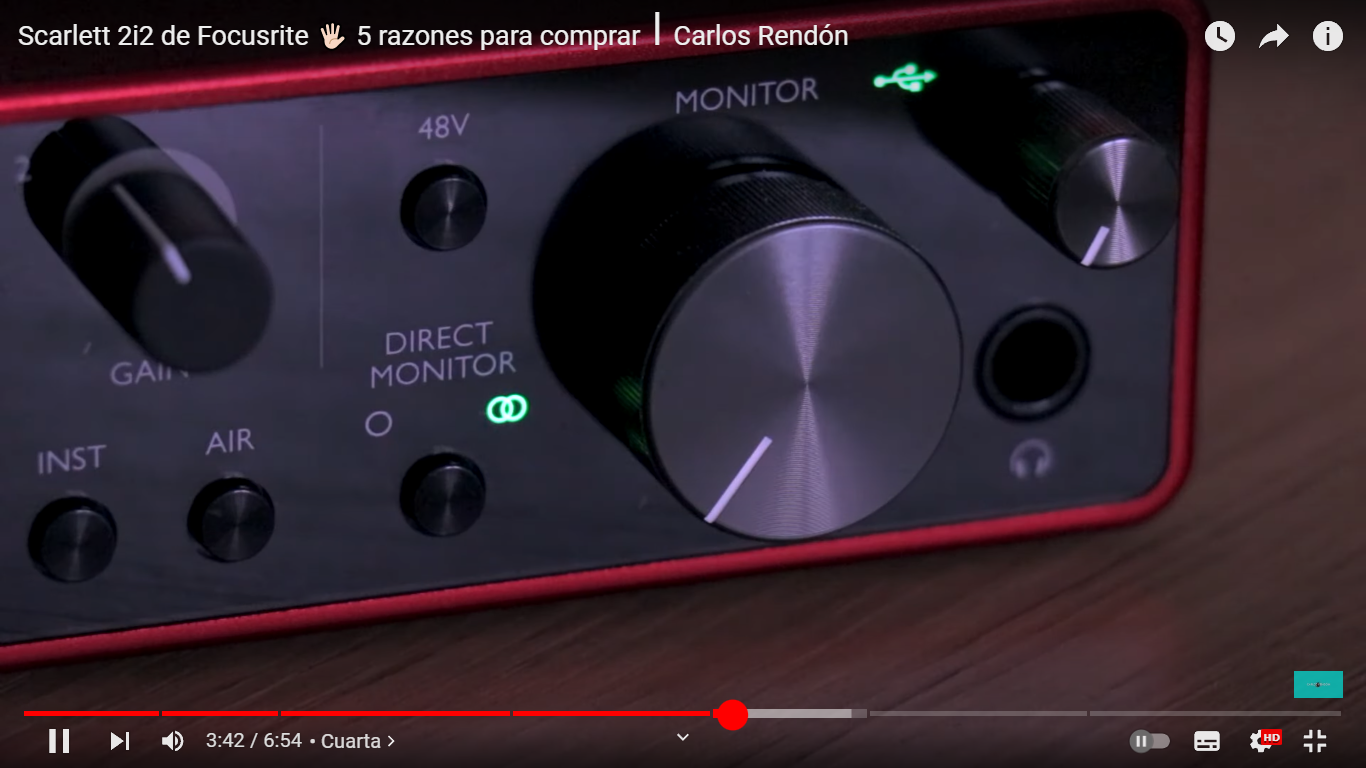 Scarlett 2i2 de Focusrite 🖐🏻 5 razones para comprar | Carlos Rendón
MONITOR
48V
2
GAIN
DIRECT
MONITOR
INST
AIR
3:42 / 6:54 • Cuarta
HD